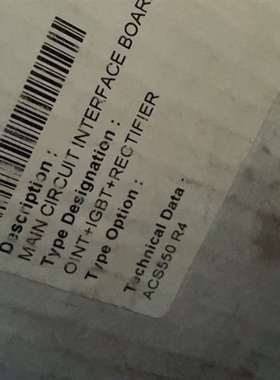 Description :
MAIN CIRCUIT INTERFACE BOAR
Type Designation :
OINT+IGBT+RECTIFIER
Type Option :
Technical Data :
ACS550 R4